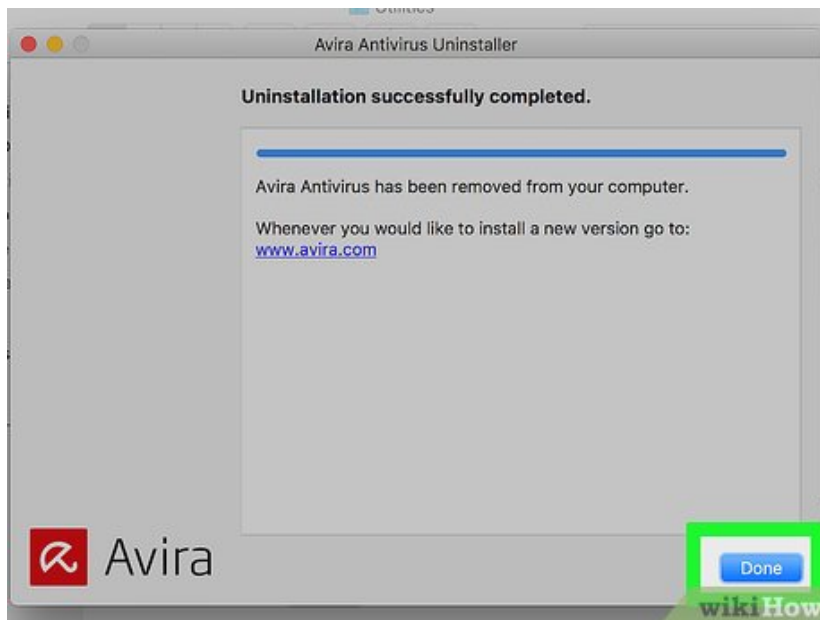 Utilities
Avira Antivirus Uninstaller
Uninstallation successfully completed.
Avira Antivirus has been removed from your computer.
Whenever you would like to install a new version go to:
www.avira.com
Avira
Done
wikiHow